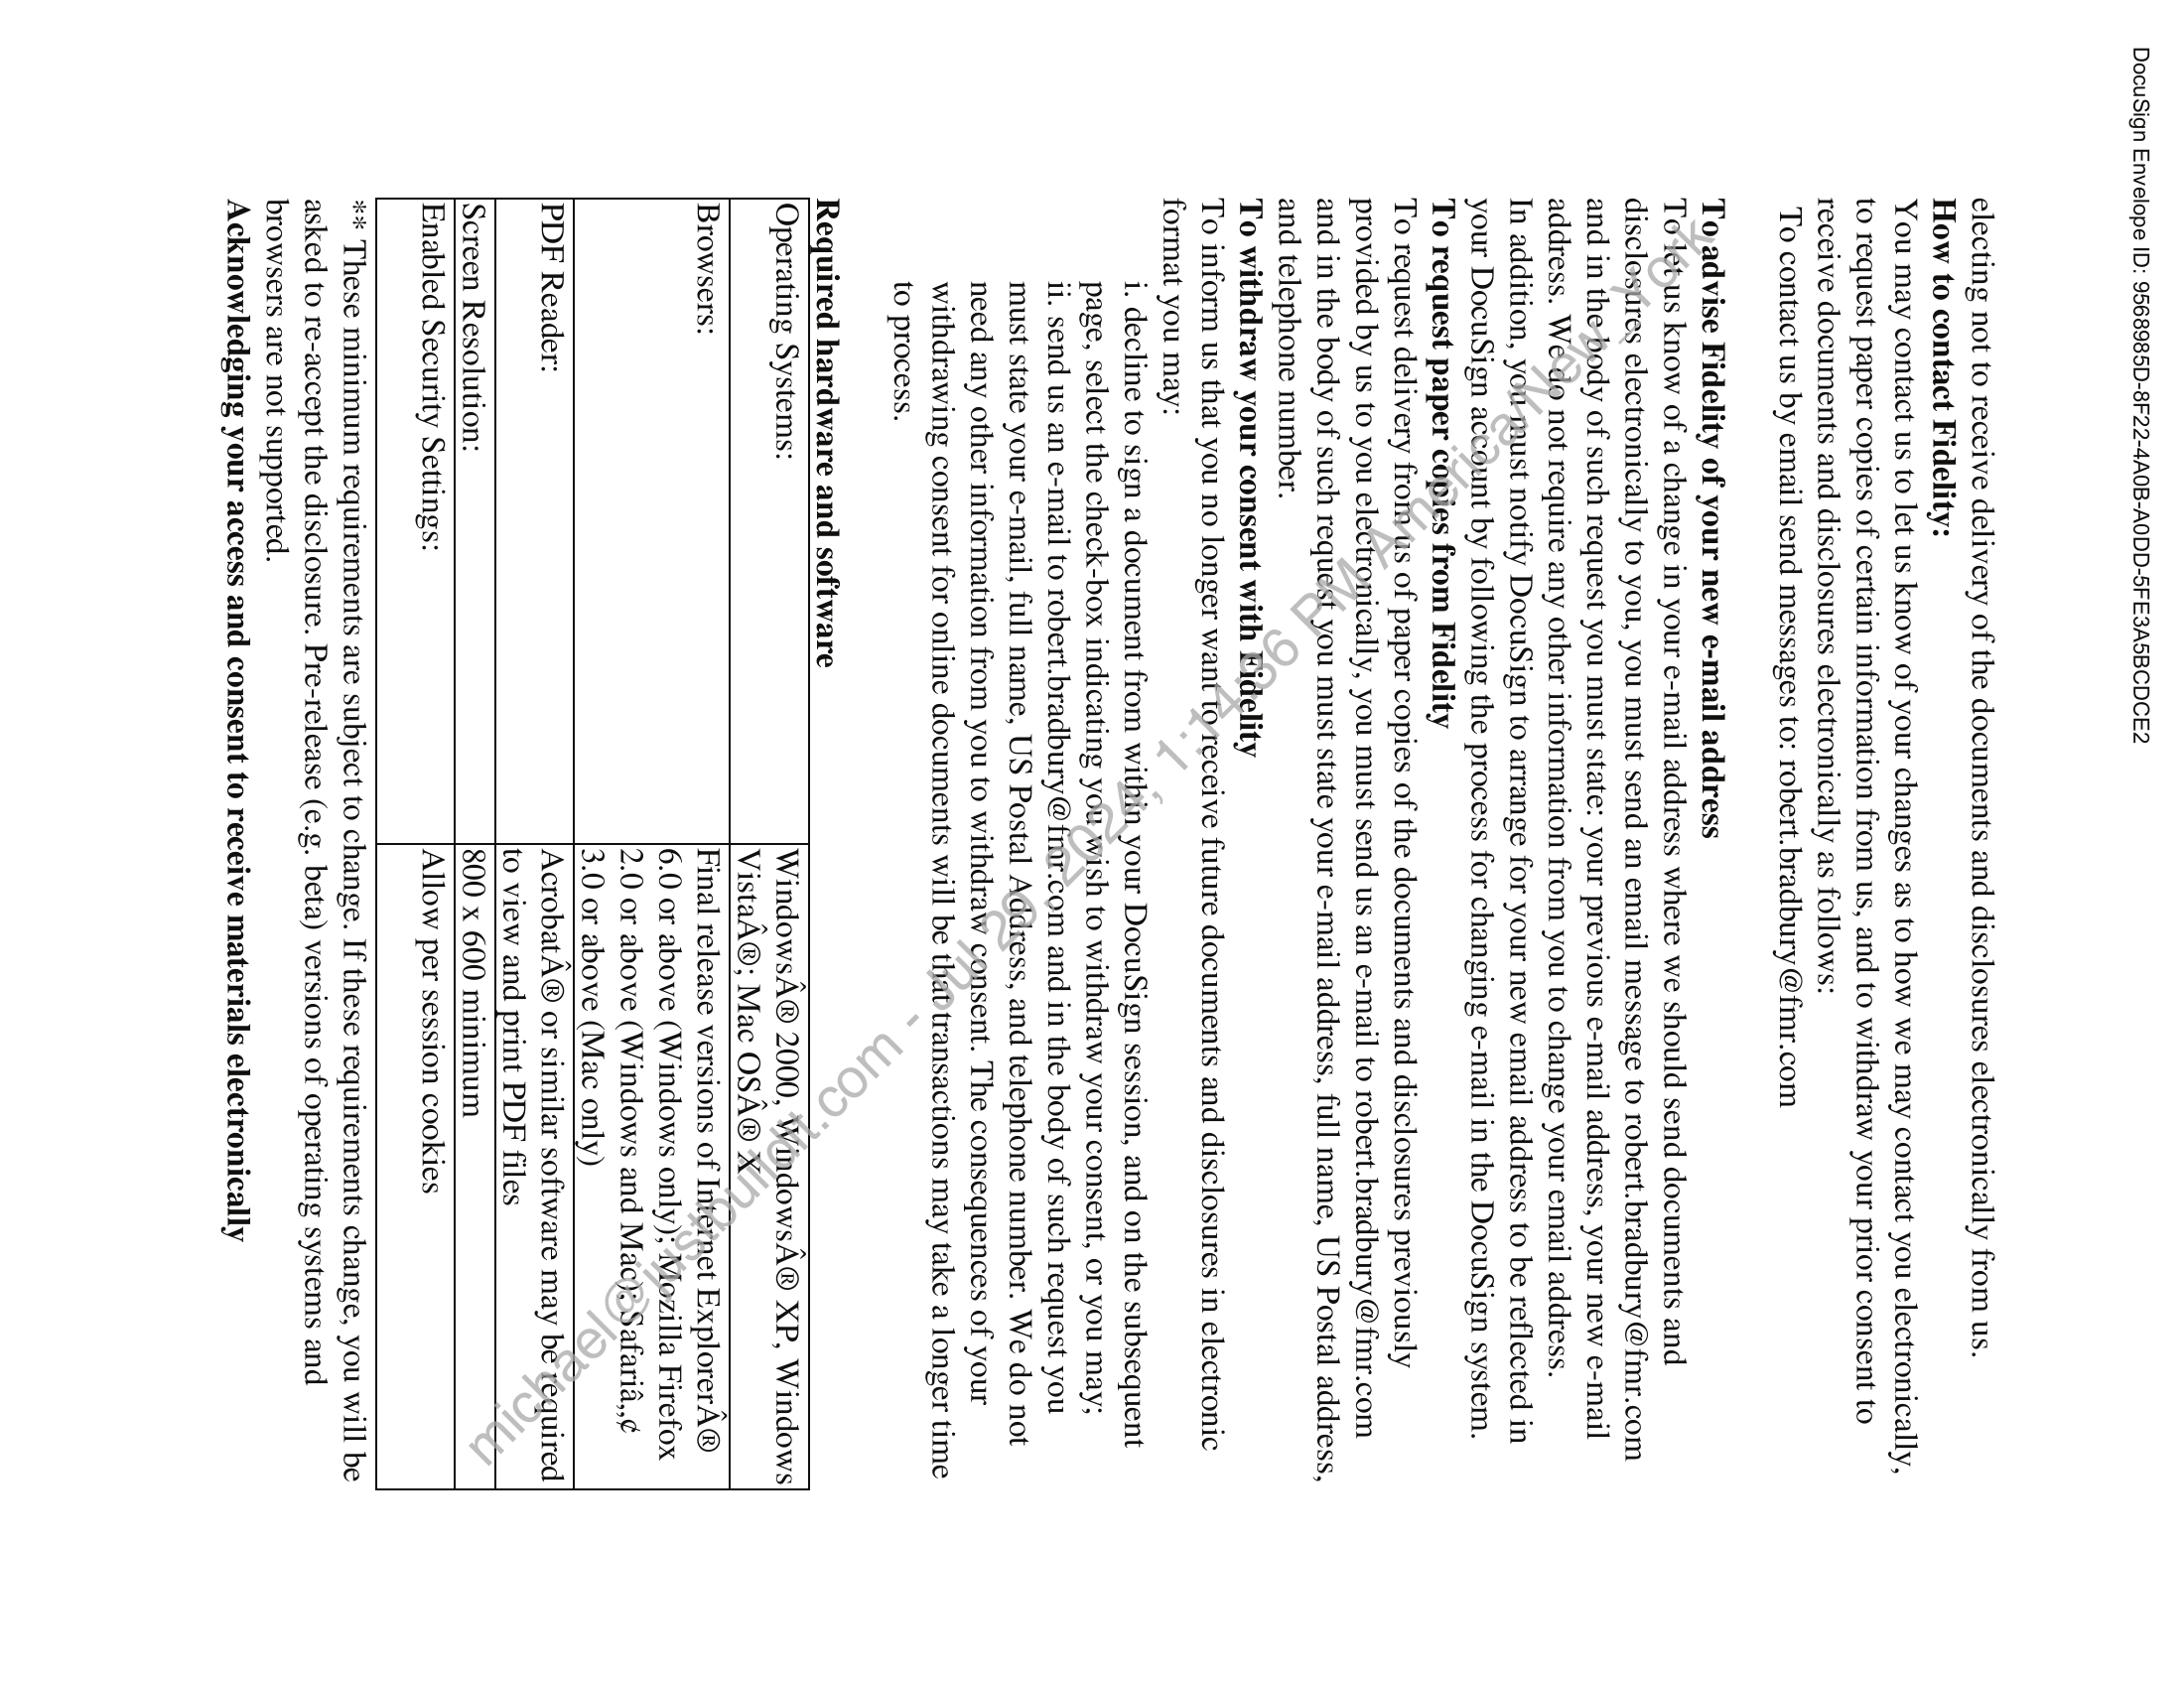 DocuSign Envelope ID: 9568985D-8F22-4A0B-A0DD-5FE3A5BCDCE2
electing not to receive delivery of the documents and disclosures electronically from us.
How to contact Fidelity:
You may contact us to let us know of your changes as to how we may contact you electronically,
to request paper copies of certain information from us, and to withdraw your prior consent to
receive documents and disclosures electronically as follows:
To contact us by email send messages to: robert.bradbury@fmr.com
To advise Fidelity of your new e-mail address
To let us know of a change in your e-mail address where we should send documents and
disclosures electronically to you, you must send an email message to robert.bradbury@fmr.com
and in the body of such request you must state: your previous e-mail address, your new e-mail
address. We do not require any other information from you to change your email address.
In addition, you must notify DocuSign to arrange for your new email address to be reflected in
your DocuSign account by following the process for changing e-mail in the DocuSign system.
To request paper copies from Fidelity
To request delivery from us of paper copies of the documents and disclosures previously
provided by us to you electronically, you must send us an e-mail to robert.bradbury@fmr.com
and in the body of such request you must state your e-mail address, full name, US Postal address,
and telephone number.
To withdraw your consent with Fidelity
To inform us that you no longer want to receive future documents and disclosures in electronic
format you may:
i. decline to sign a document from within your DocuSign session, and on the subsequent
page, select the check-box indicating you wish to withdraw your consent, or you may;
ii. send us an e-mail to robert.bradbury@fmr.com and in the body of such request you
must state your e-mail, full name, US Postal Address, and telephone number. We do not
need any other information from you to withdraw consent. The consequences of your
withdrawing consent for online documents will be that transactions may take a longer time
to process.
Required hardware and software
Operating Systems: WindowsÂ® 2000, WindowsÂ® XP, Windows
VistaÂ®; Mac OSÂ® X
Browsers: Final release versions of Internet ExplorerÂ®
6.0 or above (Windows only); Mozilla Firefox
2.0 or above (Windows and Mac); Safariâ„¢
3.0 or above (Mac only)
PDF Reader: AcrobatÂ® or similar software may be required
to view and print PDF files
Screen Resolution: 800 x 600 minimum
Enabled Security Settings: Allow per session cookies
** These minimum requirements are subject to change. If these requirements change, you will be
asked to re-accept the disclosure. Pre-release (e.g. beta) versions of operating systems and
browsers are not supported.
Acknowledging your access and consent to receive materials electronically
michael@justbuildit.com - Jul 29, 2024, 1:14:36 PM America/New_York